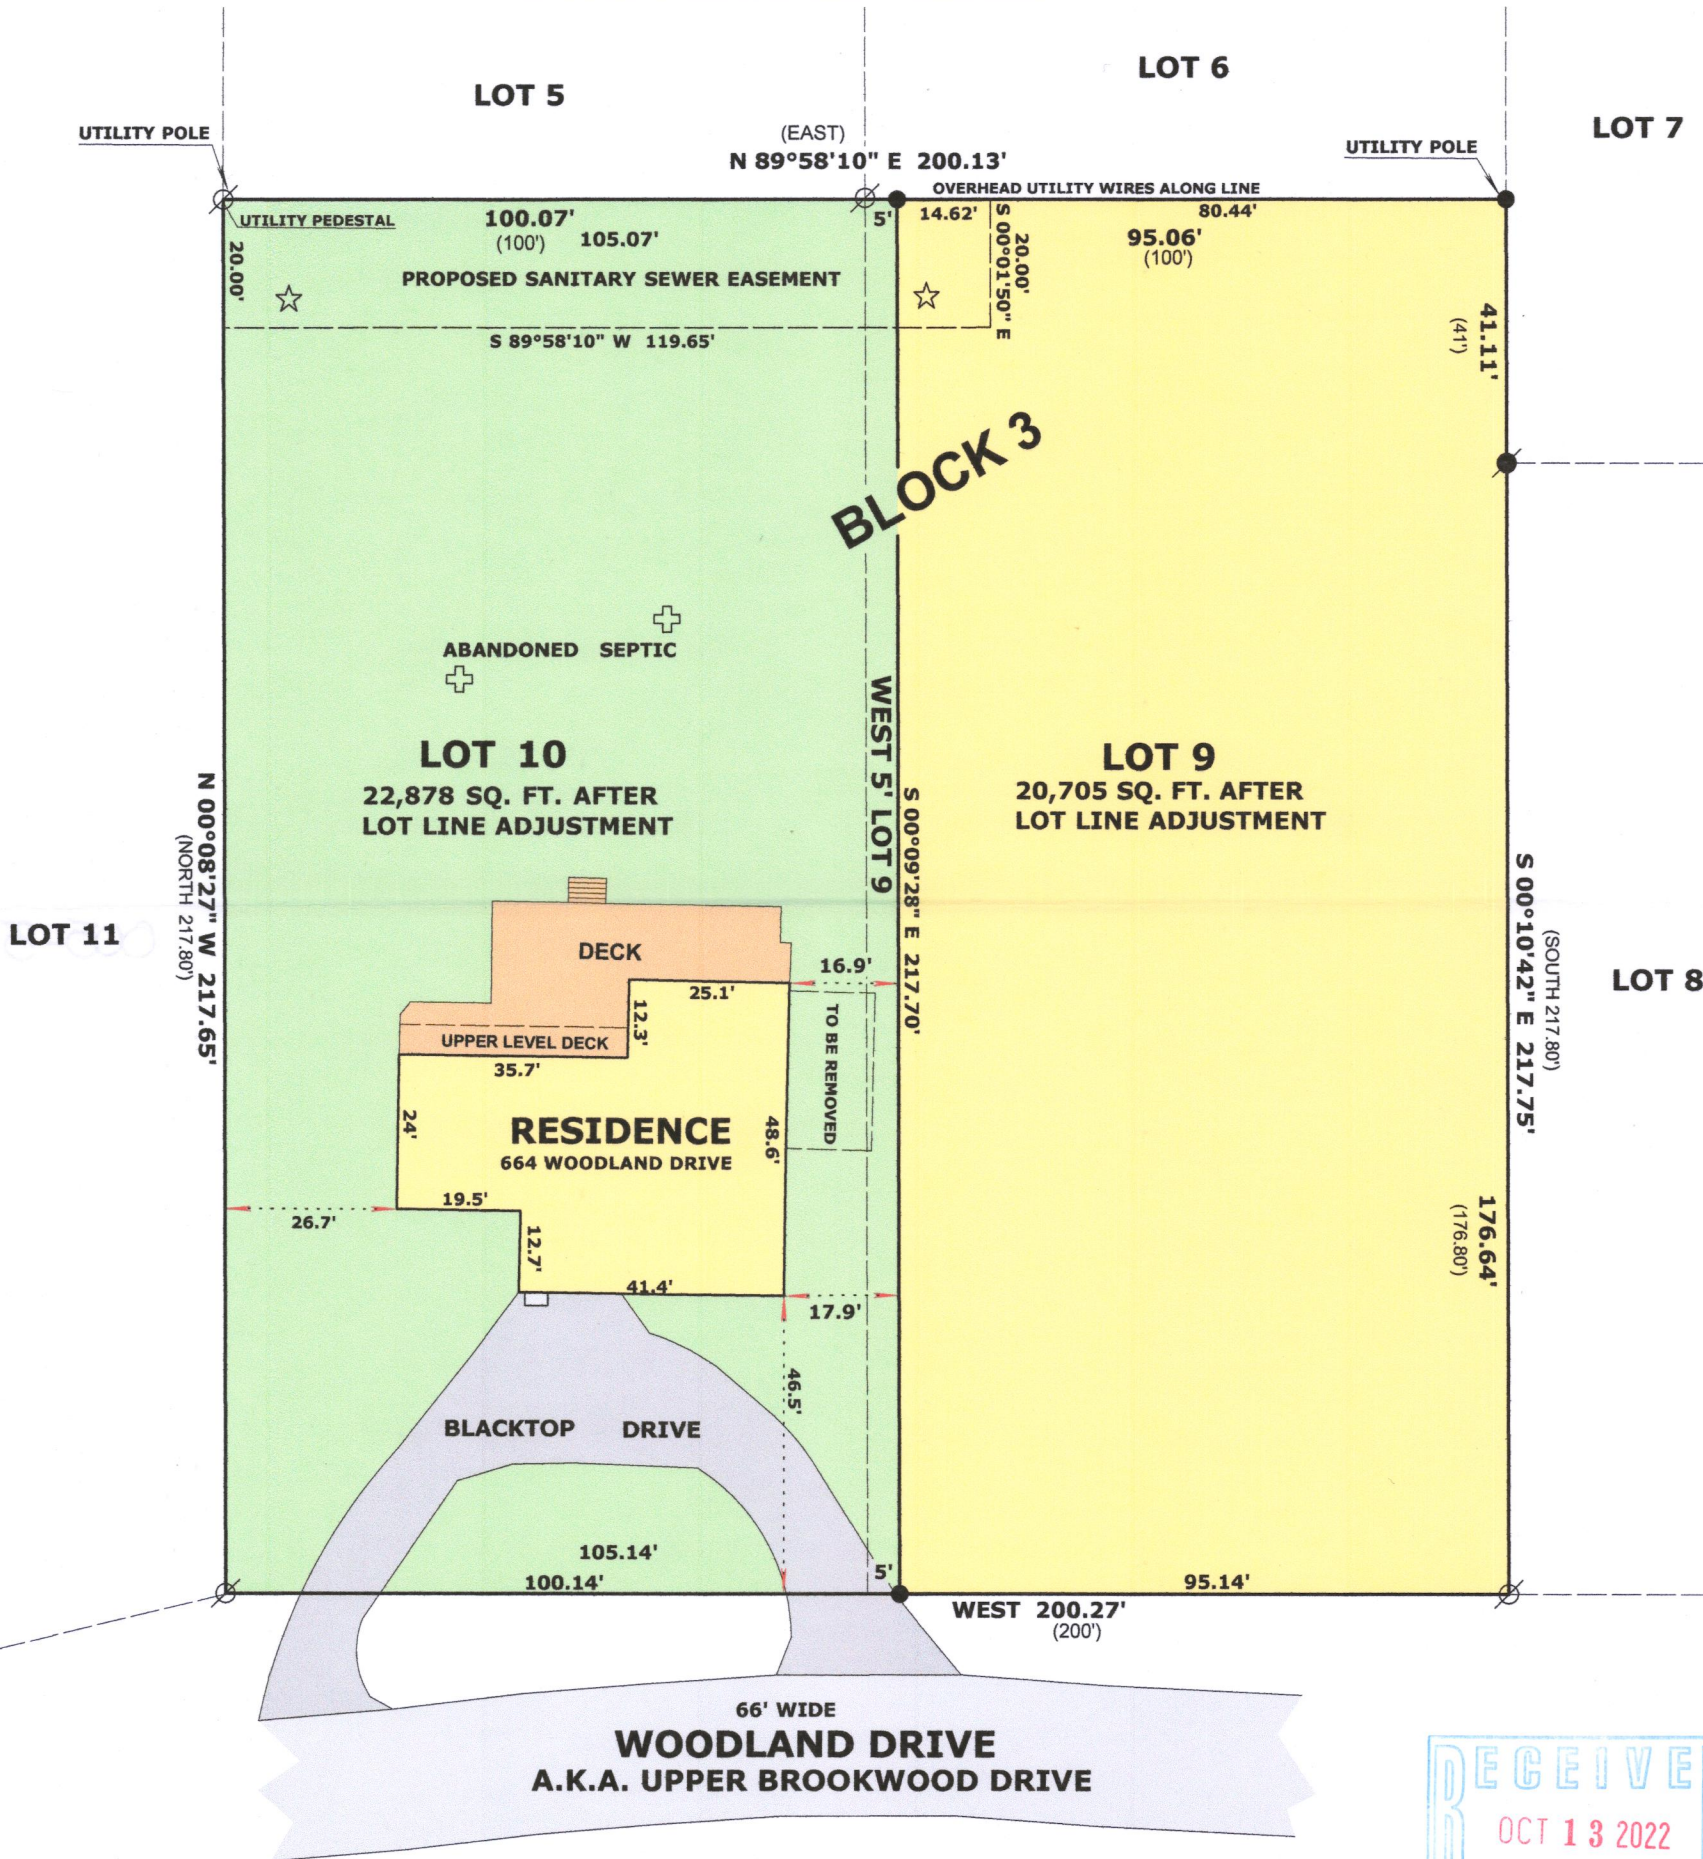 LOT 5
LOT 6
LOT 7
UTILITY POLE
(EAST)
N 89°58'10" E 200.13'
UTILITY POLE
OVERHEAD UTILITY WIRES ALONG LINE
UTILITY PEDESTAL
100.07'
(100')
105.07'
5'
14.62'
80.44'
95.06'
(100')
20.00'
S 00°01'50" E
20.00'
PROPOSED SANITARY SEWER EASEMENT
S 89°58'10" W 119.65'
41.11'
(41')
BLOCK 3
ABANDONED SEPTIC
WEST 5' LOT 9
LOT 10
22,878 SQ. FT. AFTER
LOT LINE ADJUSTMENT
LOT 9
20,705 SQ. FT. AFTER
LOT LINE ADJUSTMENT
N 00°08'27" W 217.65'
(NORTH 217.80')
S 00°09'28" E 217.70'
S 00°10'42" E 217.75'
(SOUTH 217.80')
LOT 11
LOT 8
DECK
16.9'
25.1'
12.3'
UPPER LEVEL DECK
35.7'
TO BE REMOVED
24'
RESIDENCE
664 WOODLAND DRIVE
48.6'
19.5'
26.7'
12.7'
41.4'
17.9'
176.64'
(176.80')
46.5'
BLACKTOP DRIVE
105.14'
100.14'
5'
95.14'
WEST 200.27'
(200')
66' WIDE
WOODLAND DRIVE
A.K.A. UPPER BROOKWOOD DRIVE
RECEIVE
OCT 13 2022